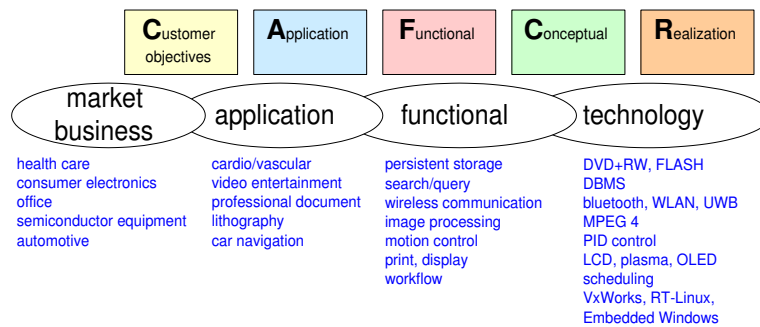 Customer
objectives
Application
Functional
Conceptual
Realization
market
business
application
functional
technology
health care
consumer electronics
office
semiconductor equipment
automotive
cardio/vascular
video entertainment
professional document
lithography
car navigation
persistent storage
search/query
wireless communication
image processing
motion control
print, display
workflow
DVD+RW, FLASH
DBMS
bluetooth, WLAN, UWB
MPEG 4
PID control
LCD, plasma, OLED
scheduling
VxWorks, RT-Linux,
Embedded Windows